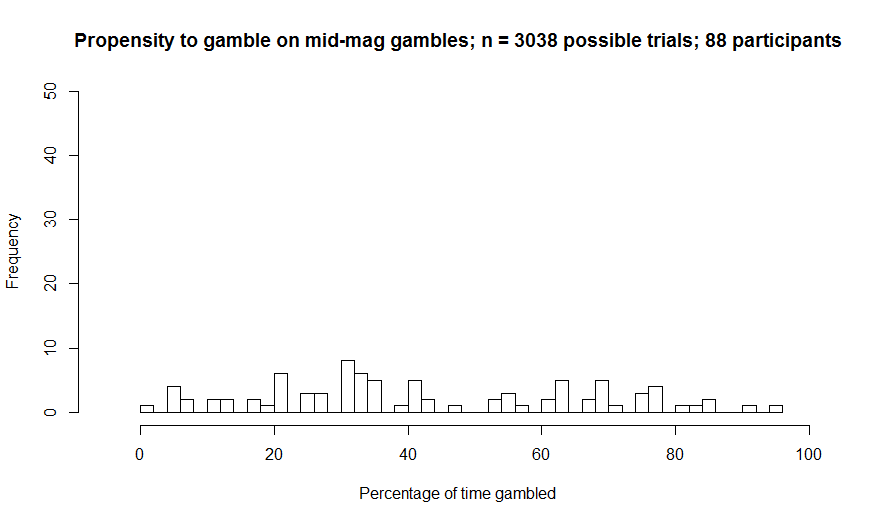 Propensity to gamble on mid-mag gambles; n = 3038 possible trials; 88 participants
Frequency
50
40
30
20
10
0
0 20 40 60 80 100
Percentage of time gambled